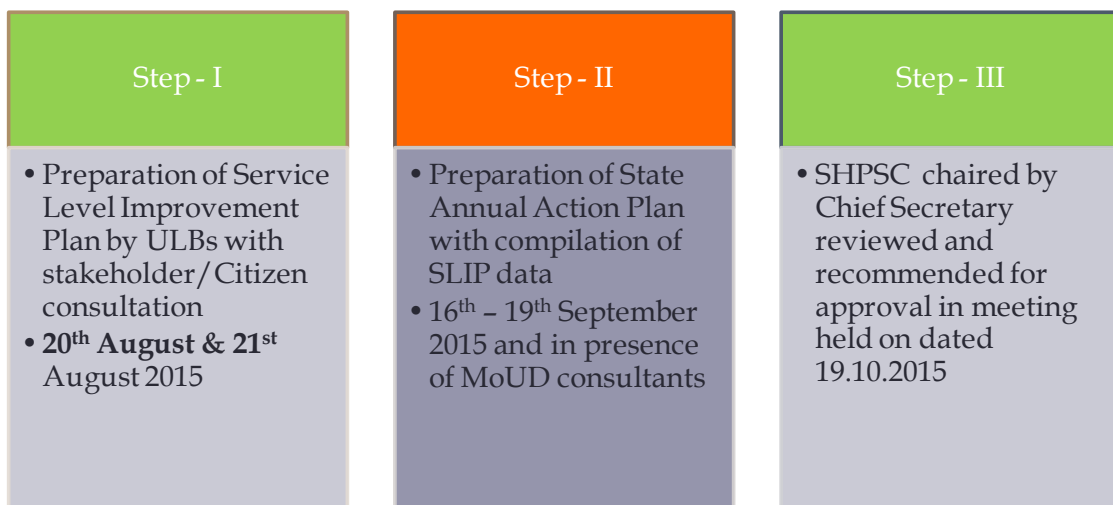 Step - I
• Preparation of Service
Level Improvement
Plan by ULBs with
stakeholder/Citizen
consultation
• 20th August & 21st
August 2015
Step - II
• Preparation of State
Annual Action Plan
with compilation of
SLIP data
• 16th – 19th September
2015 and in presence
of MoUD consultants
Step - III
• SHPSC chaired by
Chief Secretary
reviewed and
recommended for
approval in meeting
held on dated
19.10.2015